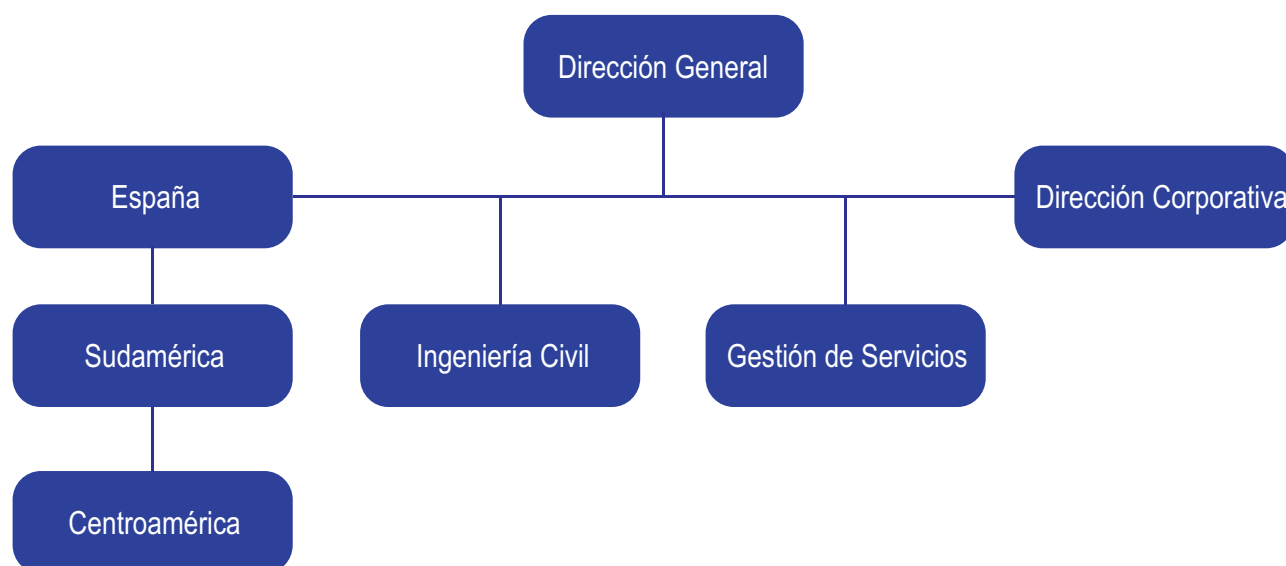 Dirección General
España
Dirección Corporativa
Sudamérica
Ingeniería Civil
Gestión de Servicios
Centroamérica